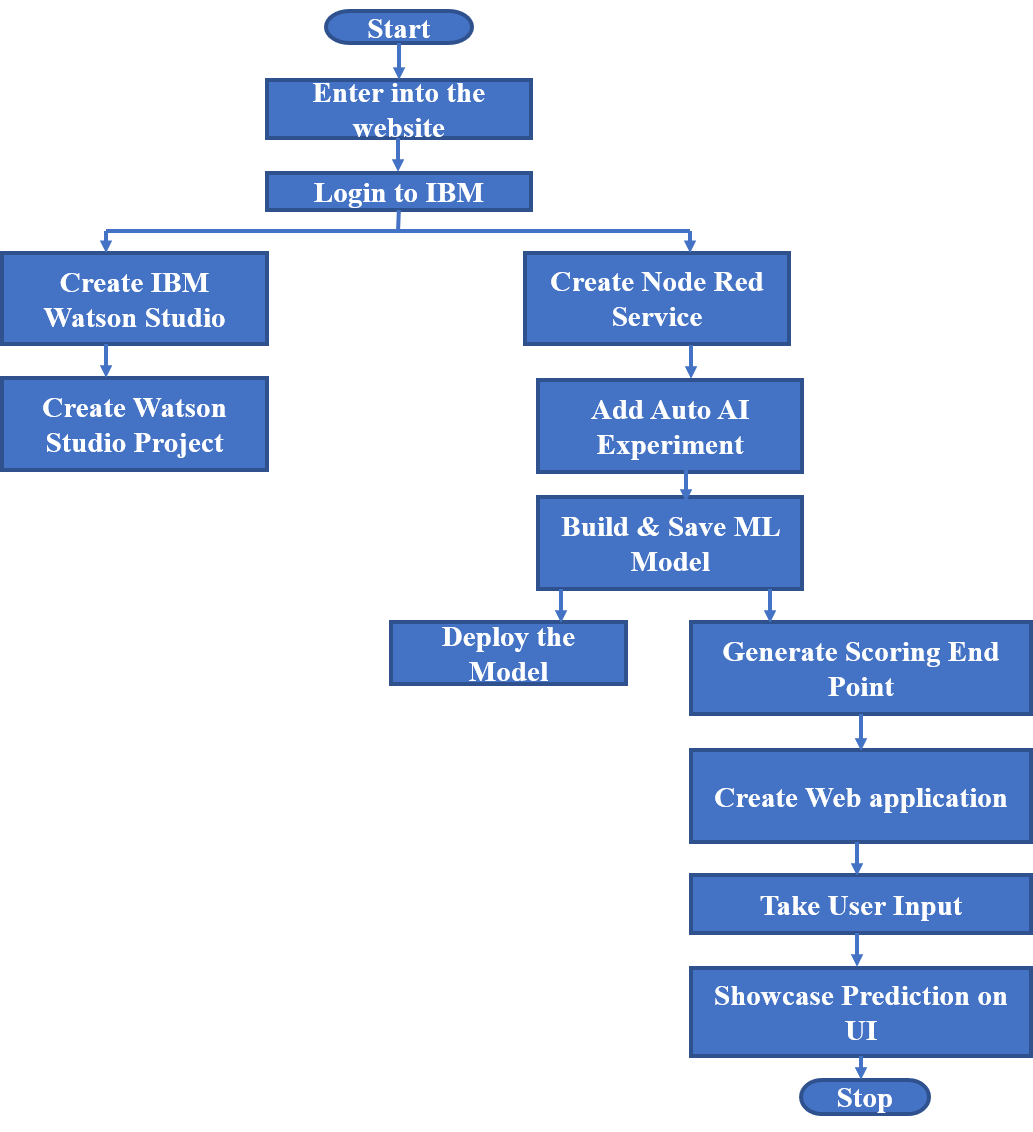 Start
Enter into the
website
Login to IBM
Create IBM
Watson Studio
Create Node Red
Service
Create Watson
Studio Project
Add Auto AI
Experiment
Build & Save ML
Model
Deploy the
Model
Generate Scoring End
Point
Create Web application
Take User Input
Showcase Prediction on
UI
Stop